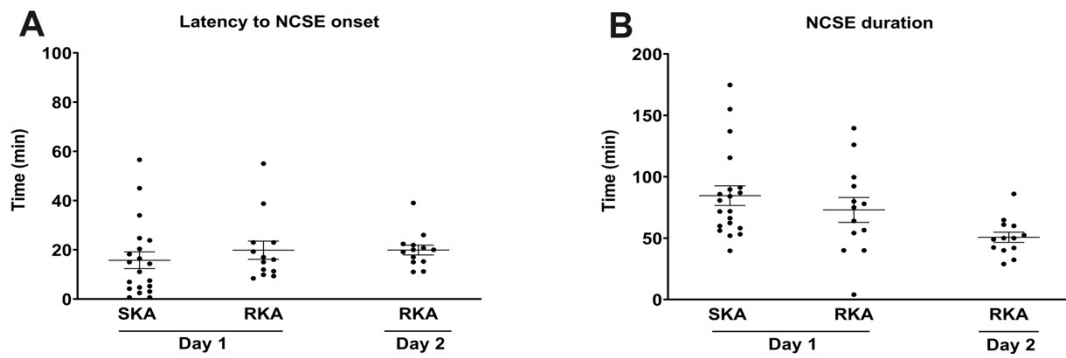 A
Latency to NCSE onset
Time (min)
100
80
60
40
20
0
SKA RKA RKA
Day 1 Day 2
B
NCSE duration
Time (min)
200
150
100
50
0
SKA RKA RKA
Day 1 Day 2